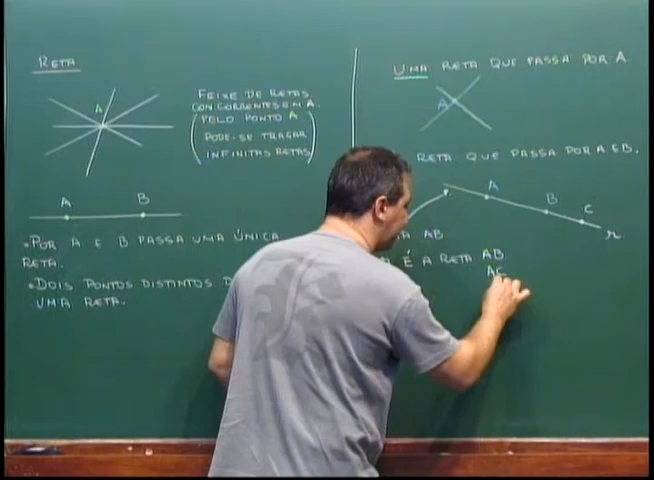 RETA
A
FEIXE DE RETAS
CONCORRENTES EM A.
(PELO PONTO A
PODE-SE TRAÇAR
INFINITAS RETAS)
A B
•POR A E B PASSA UMA ÚNICA
RETA.
•DOIS PONTOS DISTINTOS
UMA RETA.
UMA RETA QUE PASSA POR A.
A
RETA QUE PASSA POR A E B.
A B C
r
AB
É A RETA AB
AC